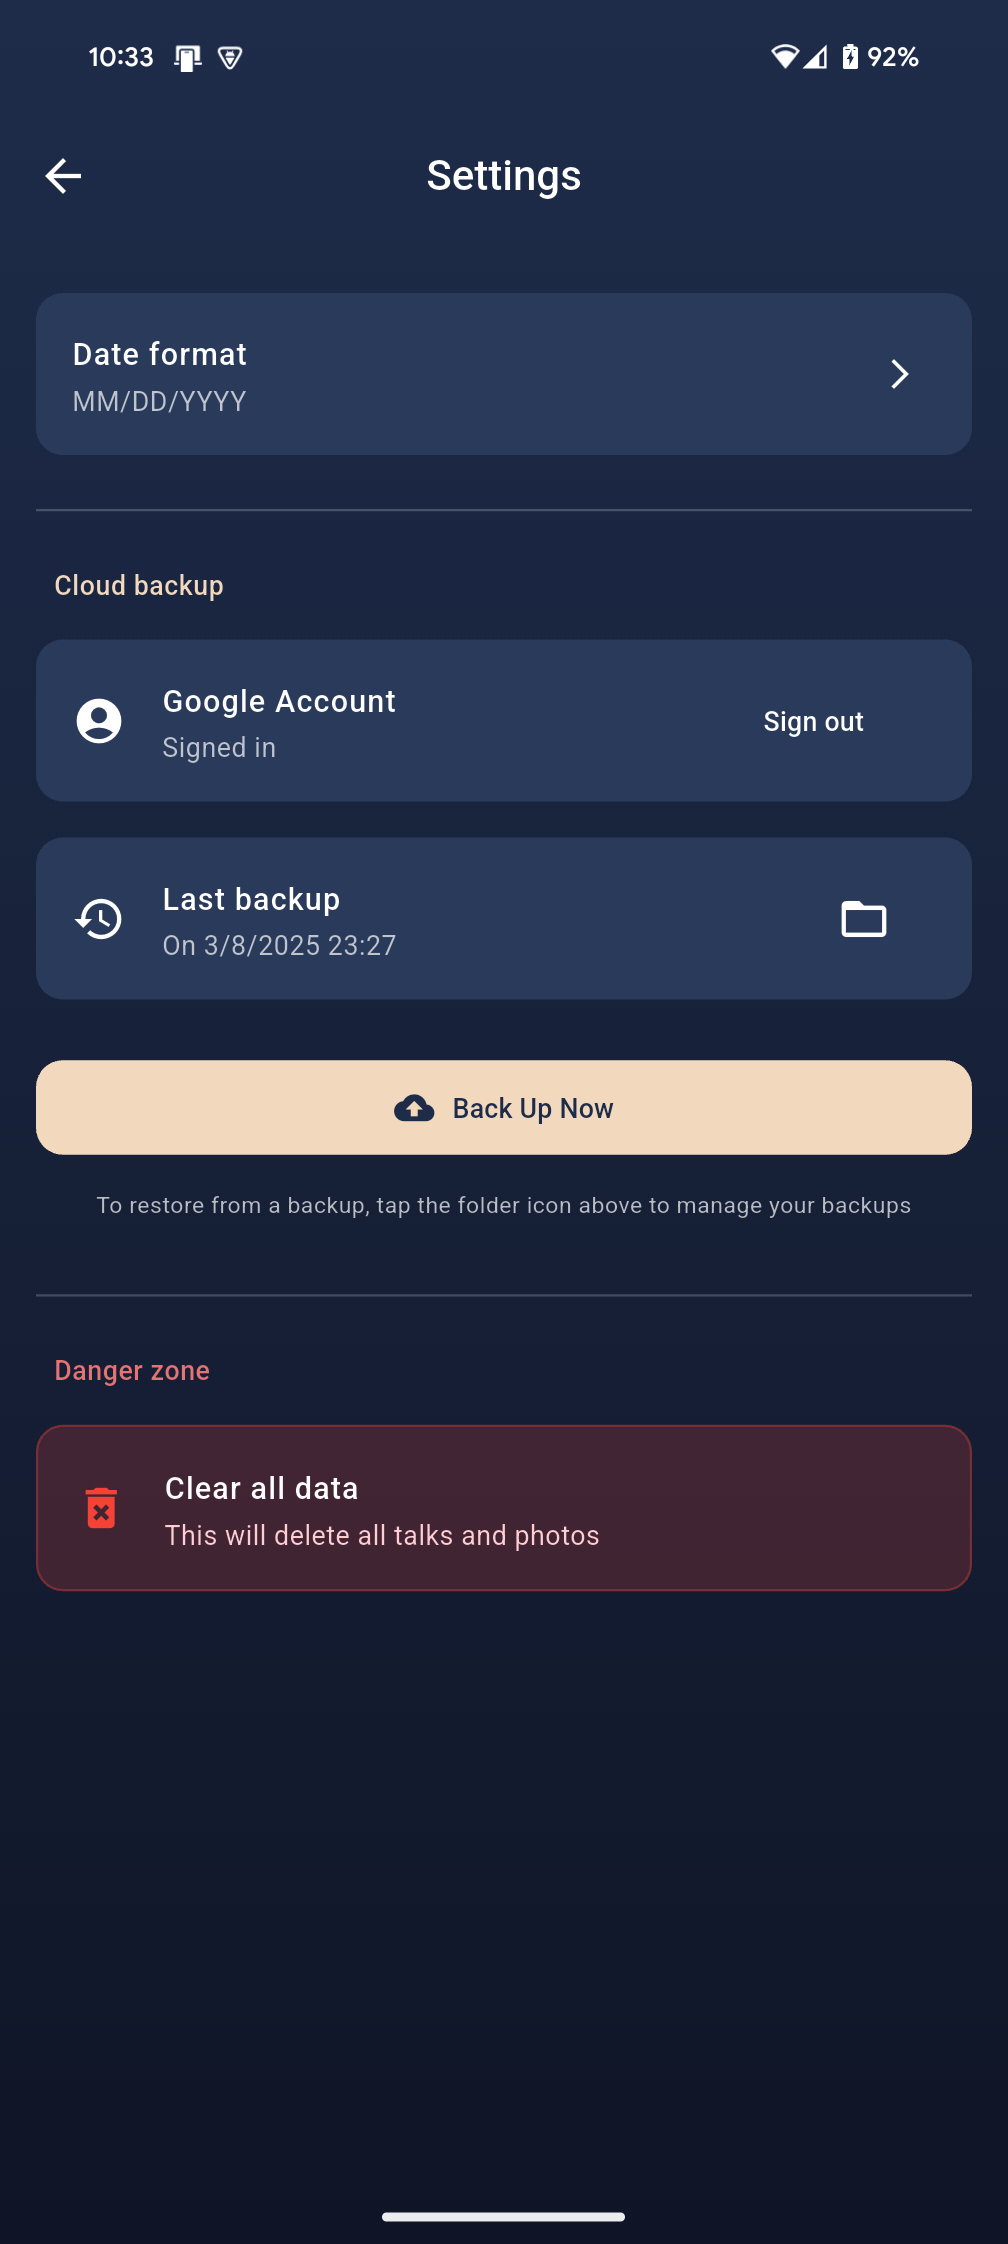 10:33
92%
Settings
Date format
MM/DD/YYYY
Cloud backup
Google Account
Signed in
Sign out
Last backup
On 3/8/2025 23:27
Back Up Now
To restore from a backup, tap the folder icon above to manage your backups
Danger zone
Clear all data
This will delete all talks and photos